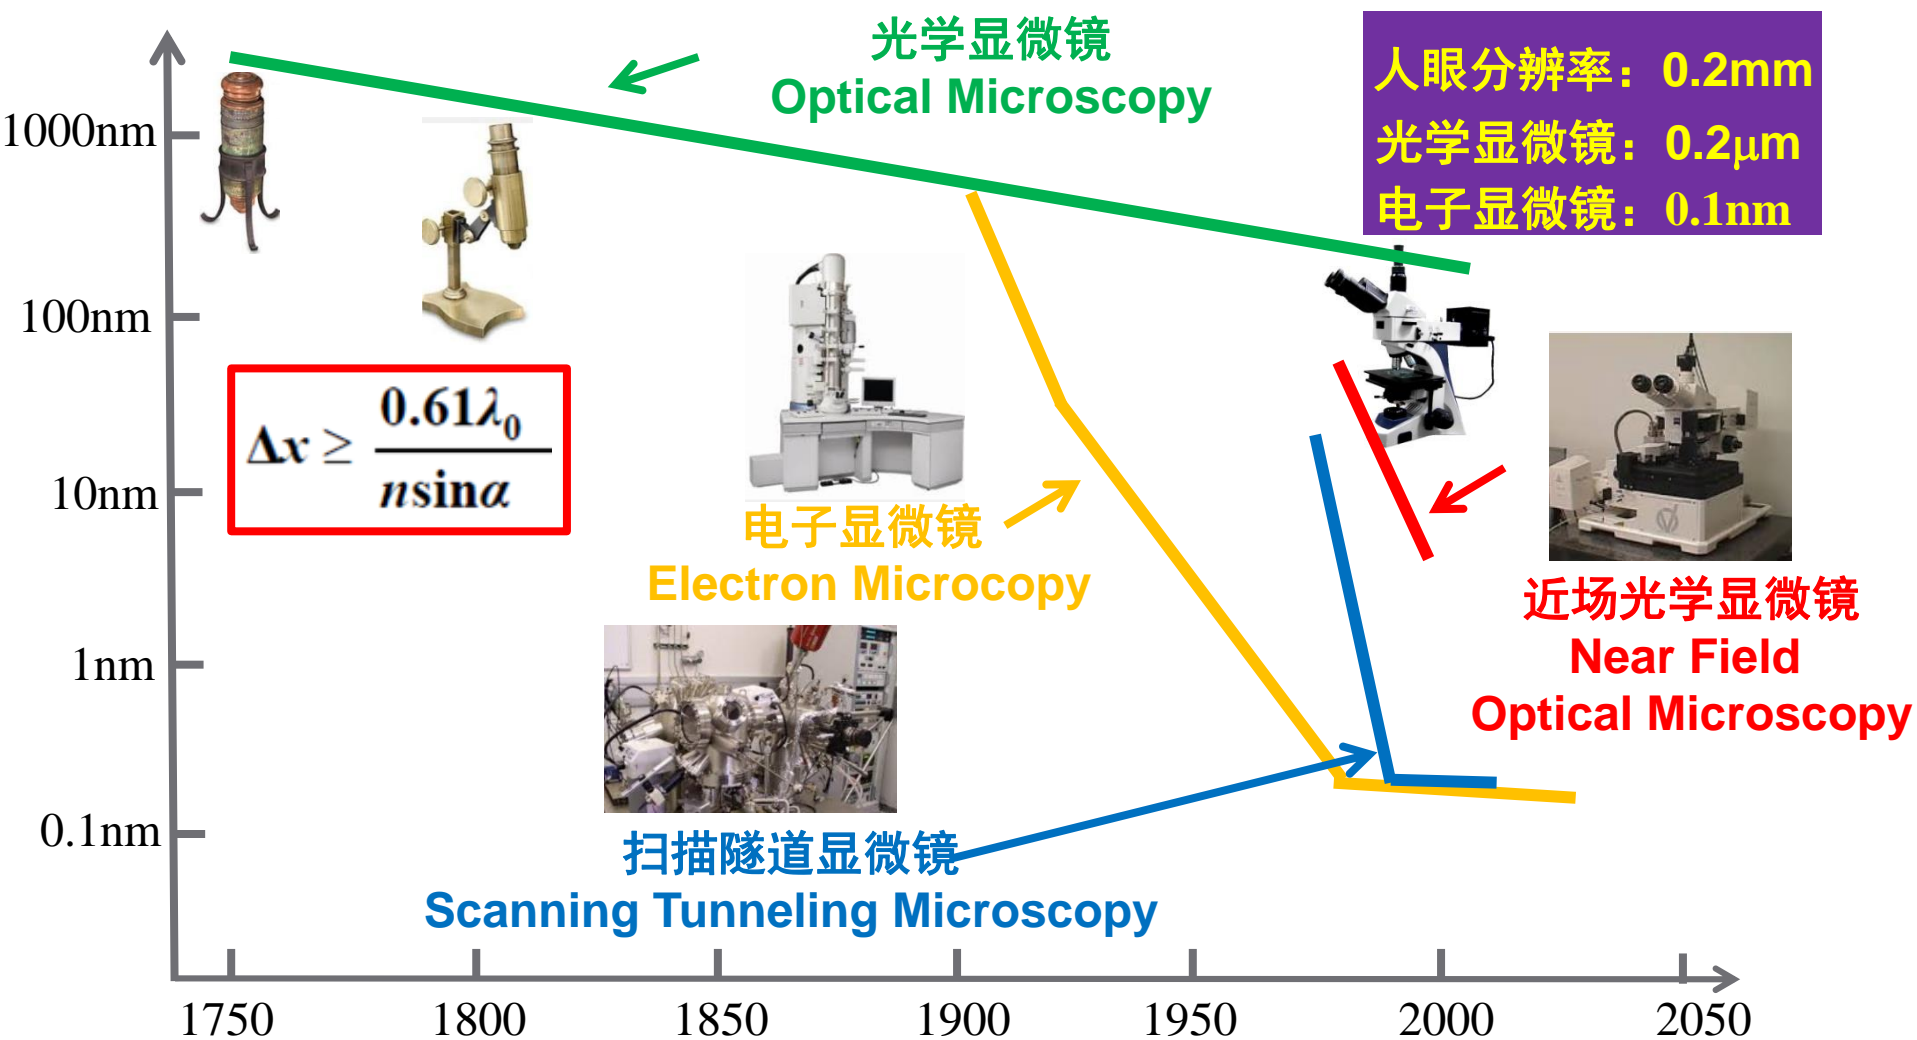 光学显微镜
Optical Microscopy
人眼分辨率：0.2mm
光学显微镜：0.2μm
电子显微镜：0.1nm
1000nm
100nm
10nm
1nm
0.1nm
Δx ≥ 0.61λ₀ / nsinα
电子显微镜
Electron Microcopy
近场光学显微镜
Near Field
Optical Microscopy
扫描隧道显微镜
Scanning Tunneling Microscopy
1750 1800 1850 1900 1950 2000 2050